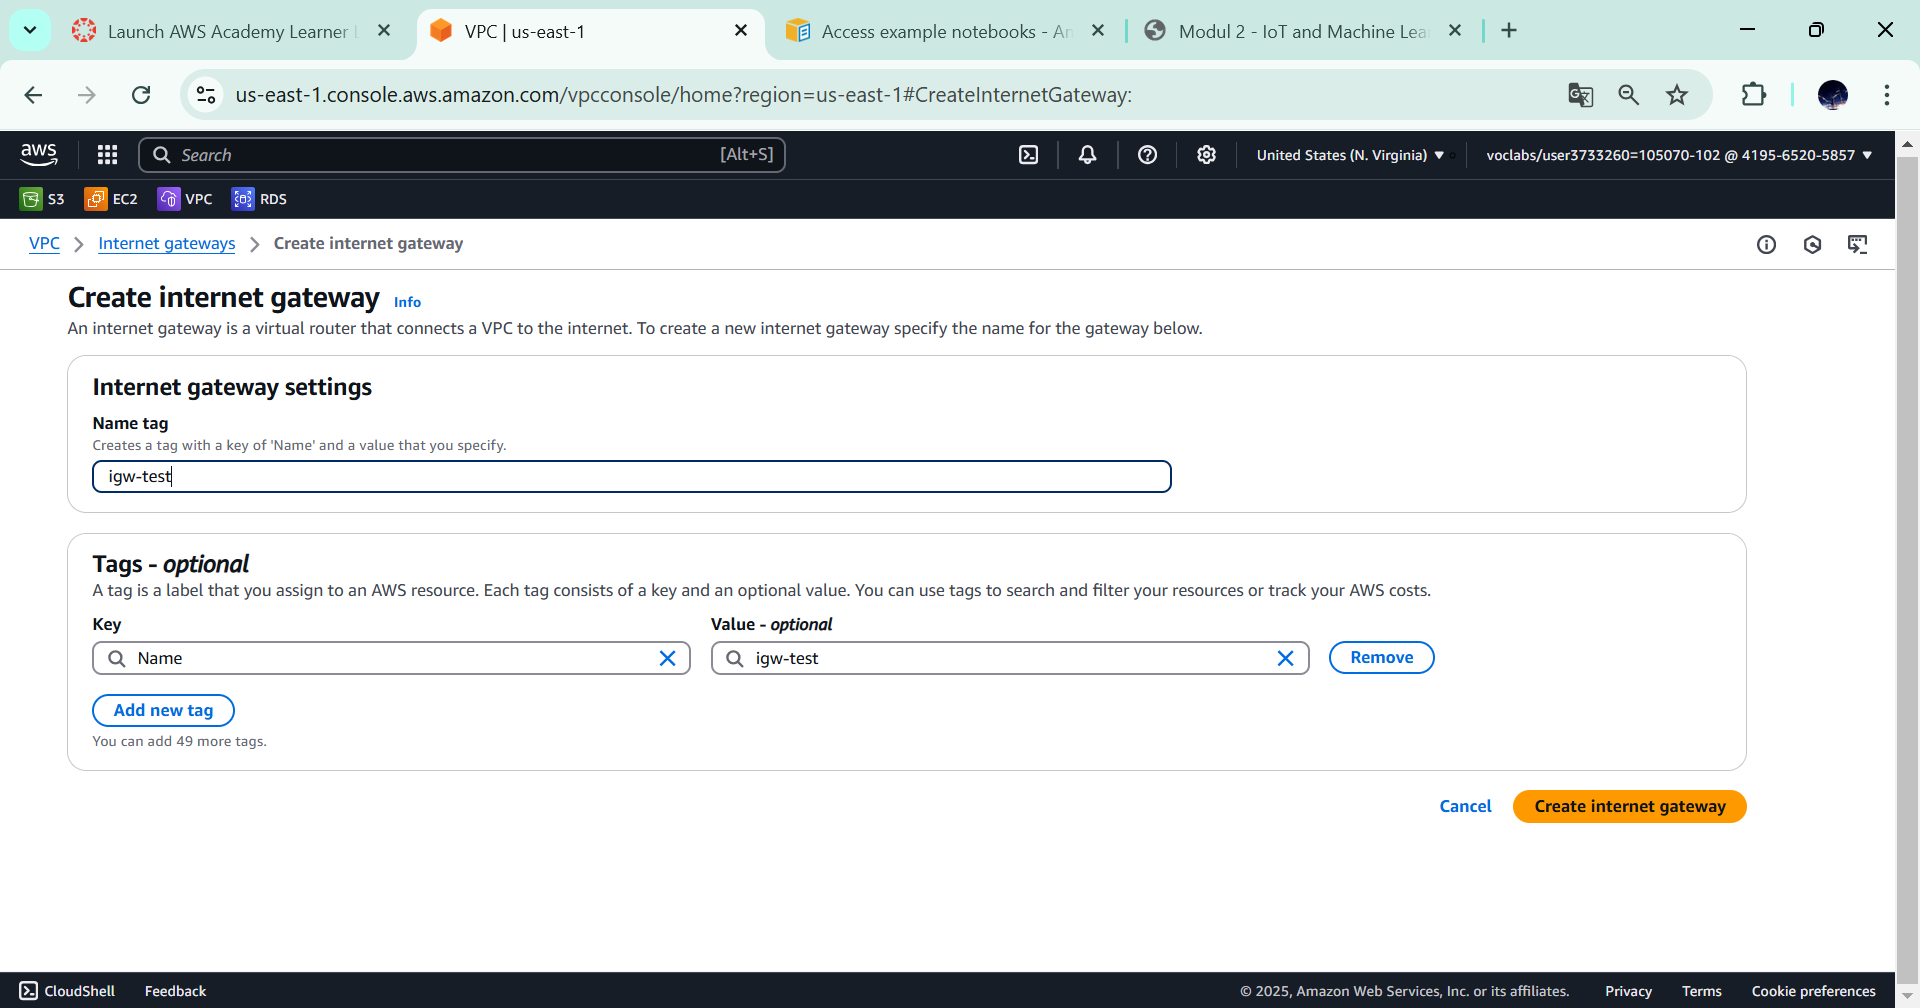 Launch AWS Academy Learner L
VPC | us-east-1
Access example notebooks - Am
Modul 2 - IoT and Machine Lear
us-east-1.console.aws.amazon.com/vpcconsole/home?region=us-east-1#CreateInternetGateway:
aws
Search
[Alt+S]
United States (N. Virginia)
voclabs/user3733260=105070-102 @ 4195-6520-5857
S3
EC2
VPC
RDS
VPC
Internet gateways
Create internet gateway
Create internet gateway
Info
An internet gateway is a virtual router that connects a VPC to the internet. To create a new internet gateway specify the name for the gateway below.
Internet gateway settings
Name tag
Creates a tag with a key of 'Name' and a value that you specify.
igw-test
Tags - optional
A tag is a label that you assign to an AWS resource. Each tag consists of a key and an optional value. You can use tags to search and filter your resources or track your AWS costs.
Key
Value - optional
Name
igw-test
Remove
Add new tag
You can add 49 more tags.
Cancel
Create internet gateway
CloudShell
Feedback
© 2025, Amazon Web Services, Inc. or its affiliates.
Privacy
Terms
Cookie preferences